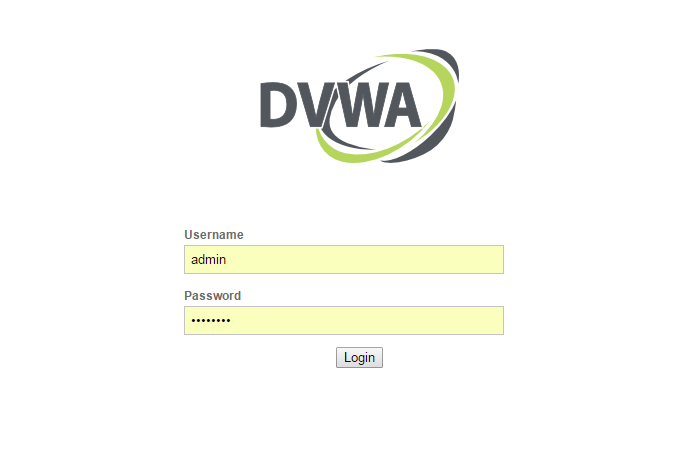 DVWA
Username
admin
Password
••••••••
Login